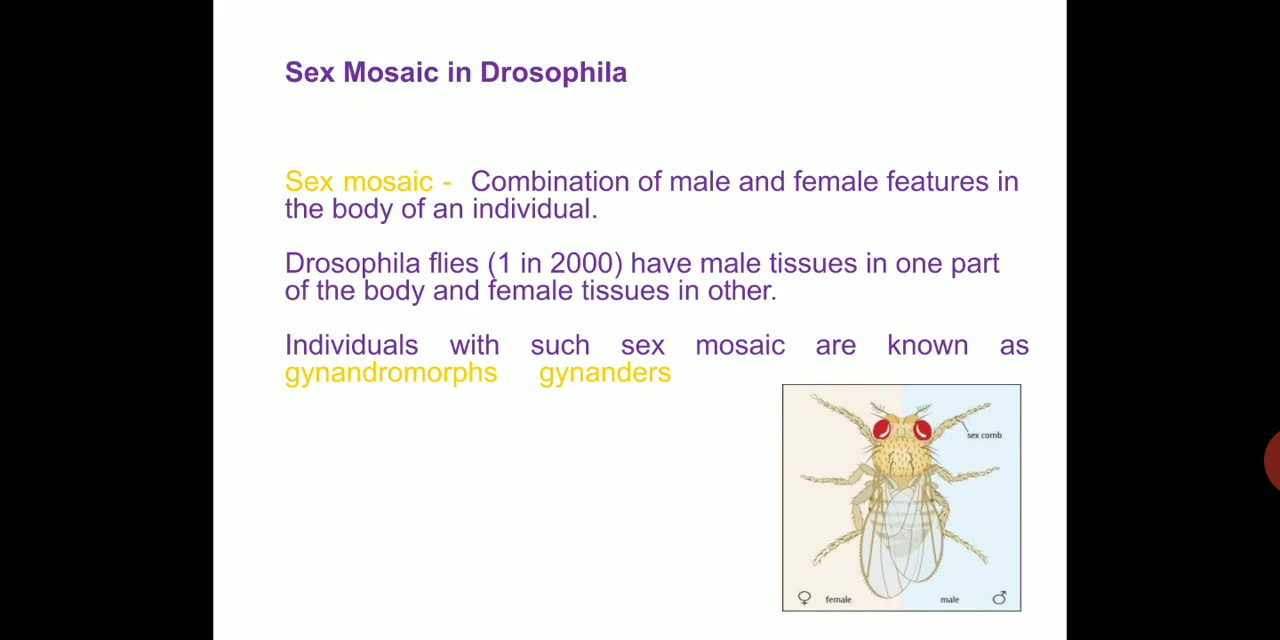 Sex Mosaic in Drosophila
Sex mosaic - Combination of male and female features in
the body of an individual.
Drosophila flies (1 in 2000) have male tissues in one part
of the body and female tissues in other.
Individuals with such sex mosaic are known as
gynandromorphs gynanders
sex comb
♀ female male ♂